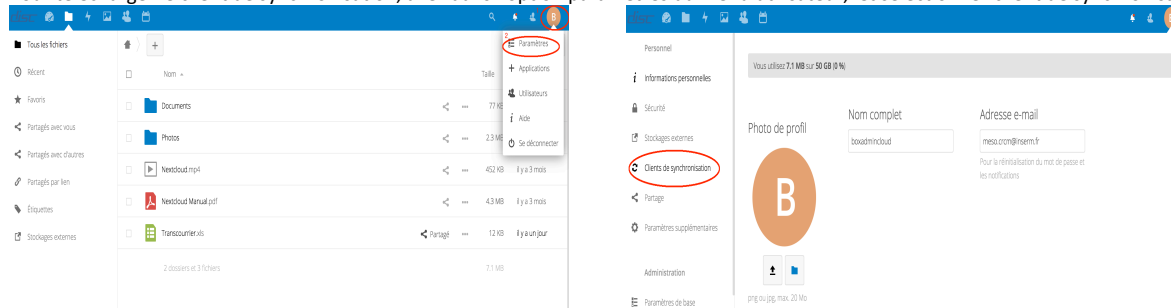 B
Tous les fichiers
Récent
Favoris
Partagés avec vous
Partagés avec d'autres
Partagés par lien
Étiquettes
Stockages externes
Nom
Taille
Documents
77 KB
Photos
2.3 MB
Nextcloud.mp4
452 KB
il y a 3 mois
Nextcloud Manual.pdf
4.3 MB
il y a 3 mois
Transcourrier.xls
Partagé
12 KB
il y a un jour
2 dossiers et 3 fichiers
7.1 MB
2
Paramètres
Applications
Utilisateurs
Aide
Se déconnecter
Personnel
Informations personnelles
Sécurité
Stockages externes
Clients de synchronisation
Partage
Paramètres supplémentaires
Administration
Paramètres de base
Vous utilisez 7.1 MB sur 50 GB (0 %)
Photo de profil
B
png ou jpg, max. 20 Mo
Nom complet
boxadmincloud
Adresse e-mail
meso.crcm@inserm.fr
Pour la réinitialisation du mot de passe et
les notifications